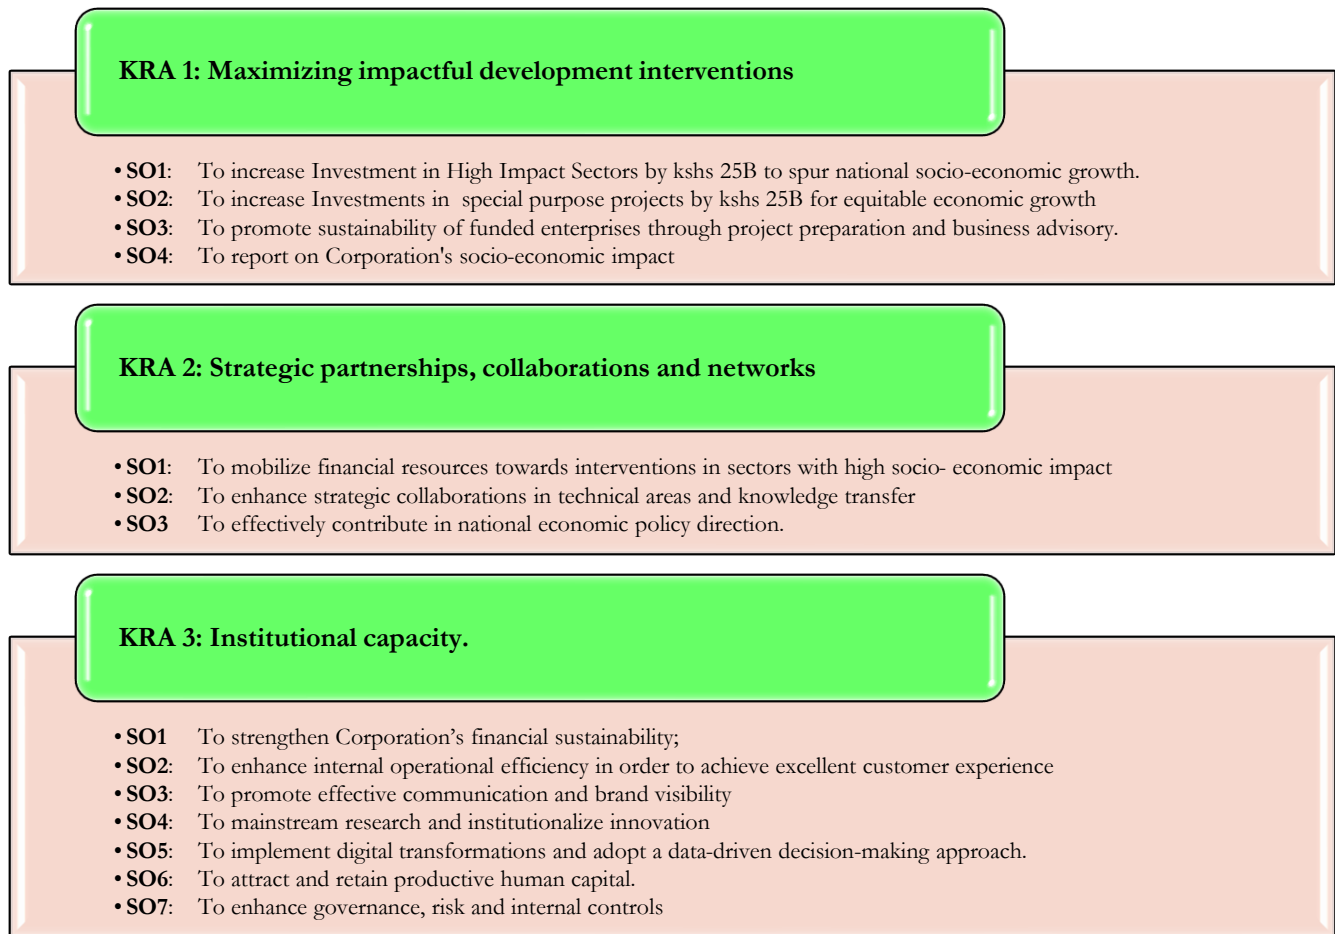 KRA 1: Maximizing impactful development interventions
• SO1: To increase Investment in High Impact Sectors by kshs 25B to spur national socio-economic growth.
• SO2: To increase Investments in special purpose projects by kshs 25B for equitable economic growth
• SO3: To promote sustainability of funded enterprises through project preparation and business advisory.
• SO4: To report on Corporation's socio-economic impact
KRA 2: Strategic partnerships, collaborations and networks
• SO1: To mobilize financial resources towards interventions in sectors with high socio- economic impact
• SO2: To enhance strategic collaborations in technical areas and knowledge transfer
• SO3 To effectively contribute in national economic policy direction.
KRA 3: Institutional capacity.
• SO1 To strengthen Corporation’s financial sustainability;
• SO2: To enhance internal operational efficiency in order to achieve excellent customer experience
• SO3: To promote effective communication and brand visibility
• SO4: To mainstream research and institutionalize innovation
• SO5: To implement digital transformations and adopt a data-driven decision-making approach.
• SO6: To attract and retain productive human capital.
• SO7: To enhance governance, risk and internal controls